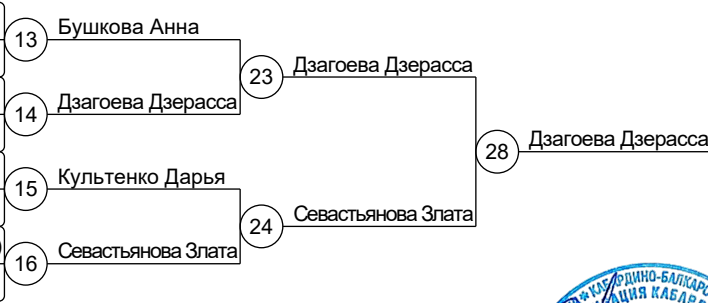 13
Бушкова Анна
23
Дзагоева Дзерасса
14
Дзагоева Дзерасса
28
Дзагоева Дзерасса
15
Культенко Дарья
24
Севастьянова Злата
16
Севастьянова Злата